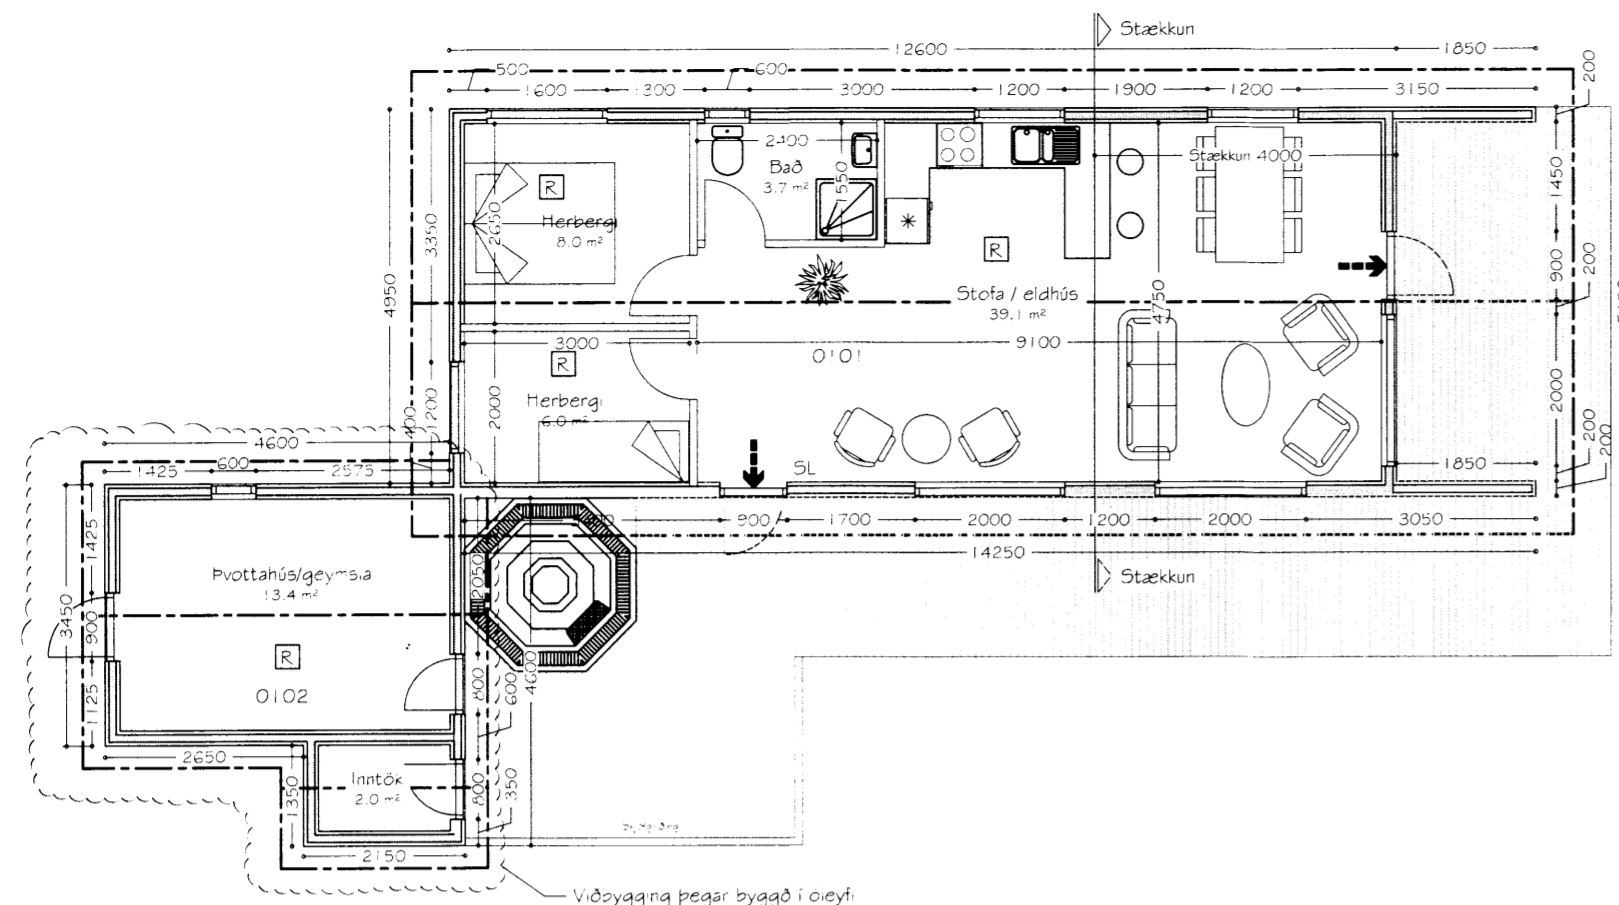 Stækkun
12600
1850
500
600
200
1600
1300
3000
1200
1900
1200
3150
2400
Bað
3.7 m²
1550
Stækkun 4000
R
Herbergi
8.0 m²
2650
3350
4950
1450
R
Stofa / eldhús
39.1 m²
4750
900
200
3000
9100
0101
R
Herbergi
6.0 m²
2000
1200
400
2000
4600
1425
600
2575
SL
1850
200
200
900
1700
2000
1200
2000
3050
14250
Stækkun
1425
Þvottahús/geymsla
13.4 m²
2050
3450
900
R
0102
1125
4600
800
600
2650
Inntök
2.0 m²
1350
800
350
2150
Viðbygging þegar byggð í óleyfi